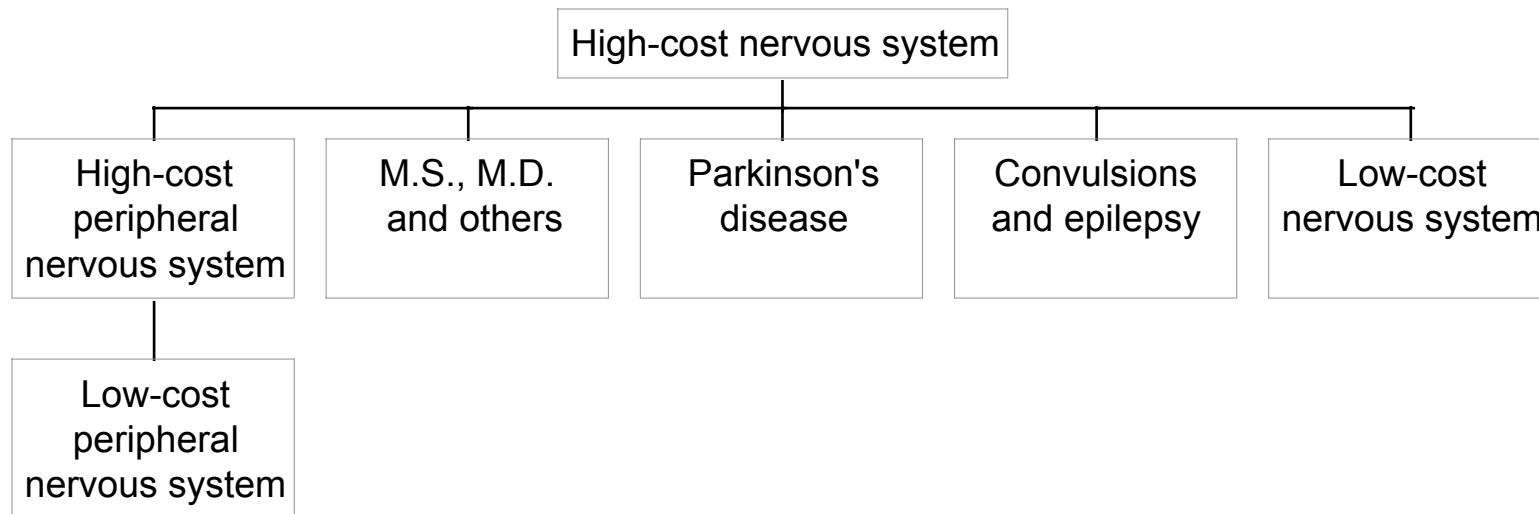 High-cost nervous system
High-cost
peripheral
nervous system
M.S., M.D.
and others
Parkinson's
disease
Convulsions
and epilepsy
Low-cost
nervous system
Low-cost
peripheral
nervous system